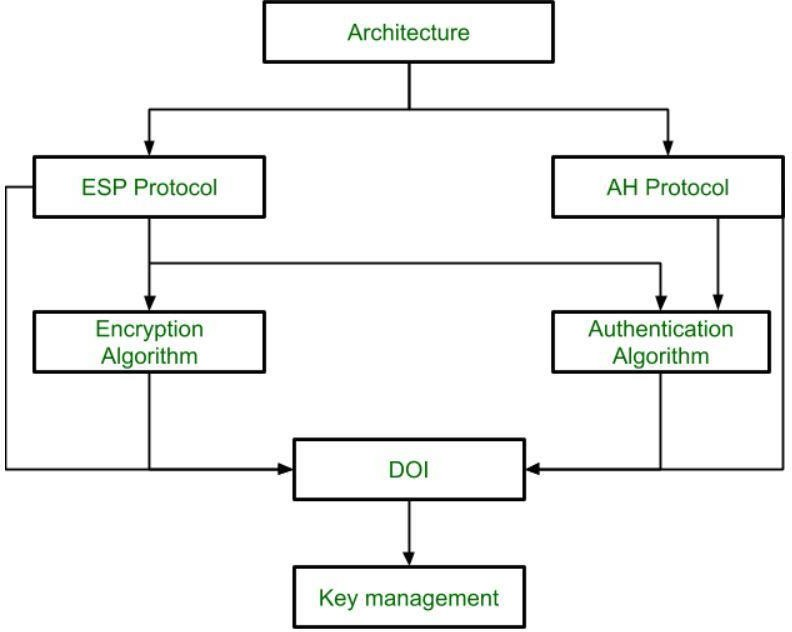 Architecture
ESP Protocol
AH Protocol
Encryption
Algorithm
Authentication
Algorithm
DOI
Key management